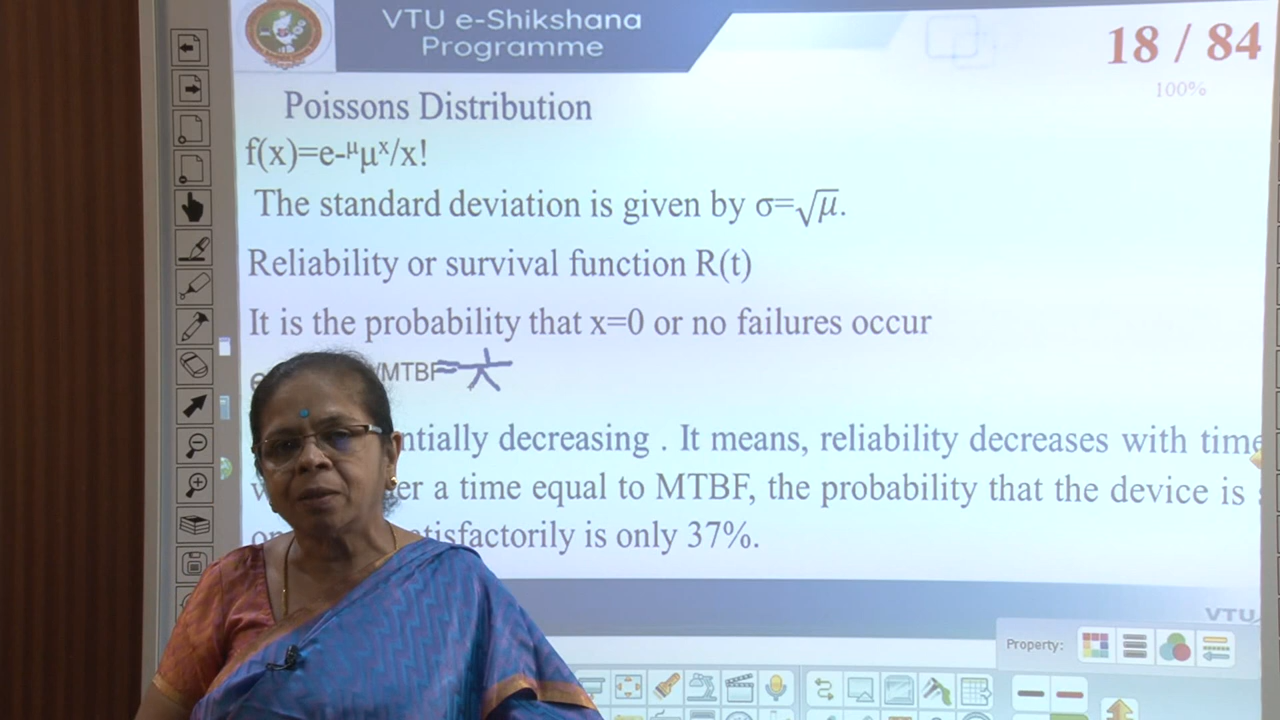 VTU e-Shikshana
Programme
18 / 84
100%
Poissons Distribution
f(x)=e-ᵘμˣ/x!
The standard deviation is given by σ=√μ.
Reliability or survival function R(t)
It is the probability that x=0 or no failures occur
/MTBF=
ntially decreasing . It means, reliability decreases with time
er a time equal to MTBF, the probability that the device is
tisfactorily is only 37%.
VTU
Property: